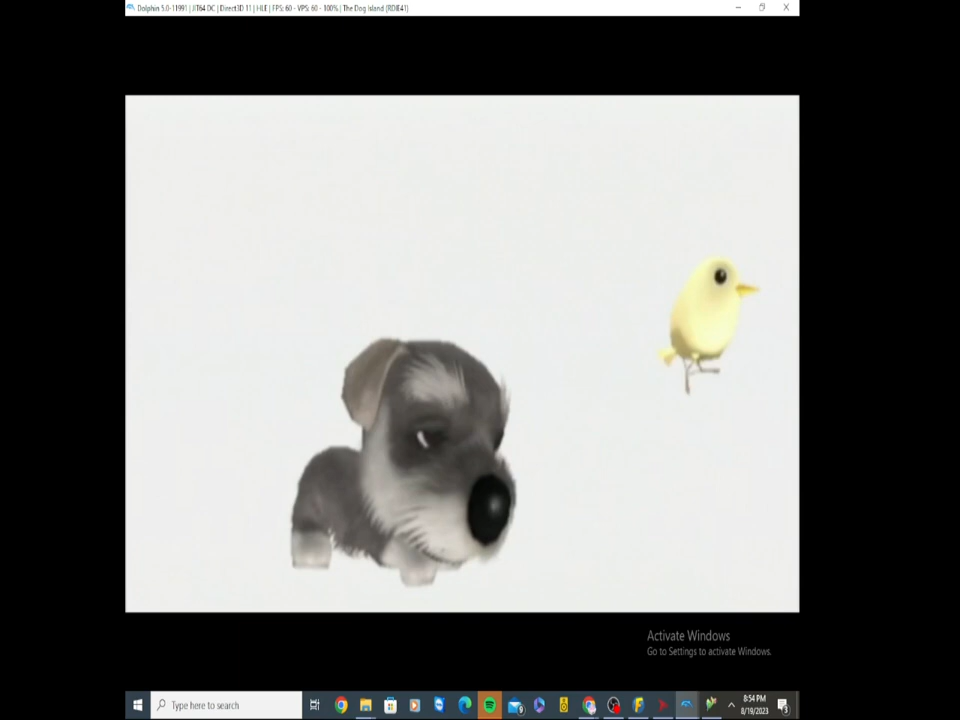 Dolphin 5.0-11991 | JIT64 DC | Direct3D 11 | HLE | FPS: 60 - VPS: 60 - 100% | The Dog Island (RDIE41)
Activate Windows
Go to Settings to activate Windows.
Type here to search
8:54 PM
8/19/2023